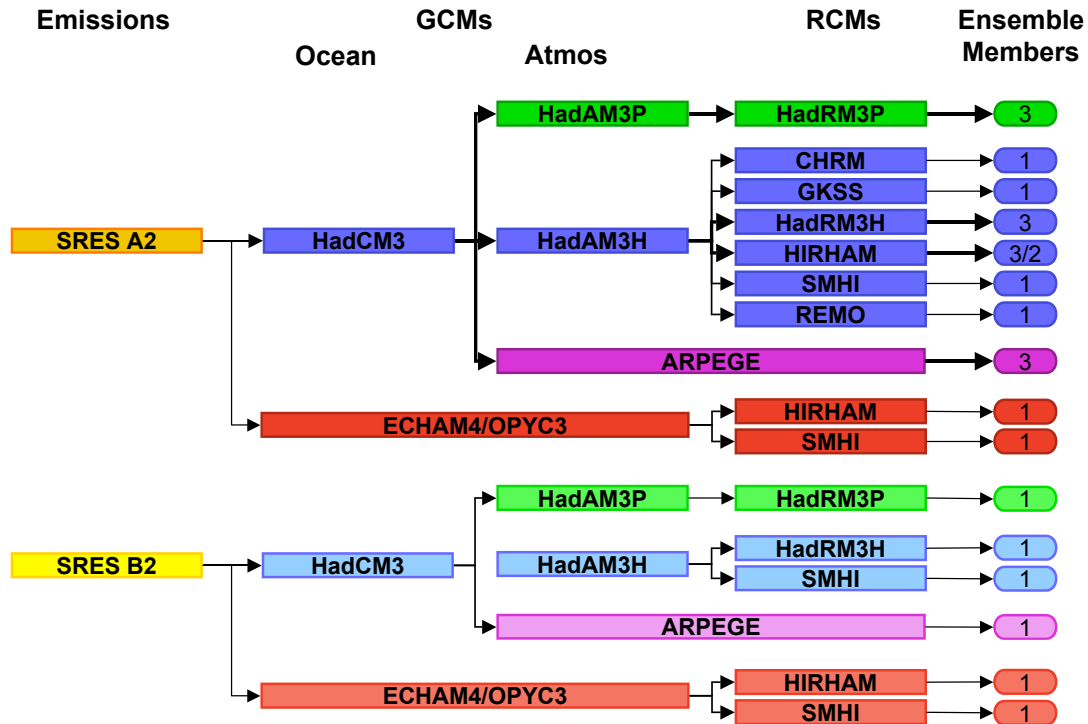 Emissions
GCMs
RCMs
Ensemble
Members
Ocean
Atmos
HadAM3P
HadRM3P
3
CHRM
1
GKSS
1
HadRM3H
3
SRES A2
HadCM3
HadAM3H
HIRHAM
3/2
SMHI
1
REMO
1
ARPEGE
3
ECHAM4/OPYC3
HIRHAM
1
SMHI
1
HadAM3P
HadRM3P
1
SRES B2
HadCM3
HadAM3H
HadRM3H
1
SMHI
1
ARPEGE
1
ECHAM4/OPYC3
HIRHAM
1
SMHI
1